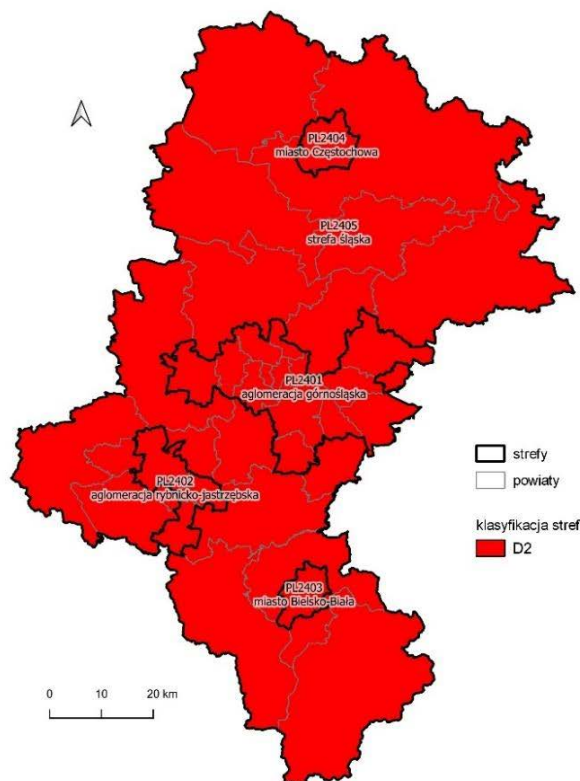 PL2404
miasto Częstochowa
PL2405
strefa śląska
PL2401
aglomeracja górnośląska
PL2402
aglomeracja rybnicko-jastrzębska
PL2403
miasto Bielsko-Biała
strefy
powiaty
klasyfikacja stref
D2
0 10 20 km